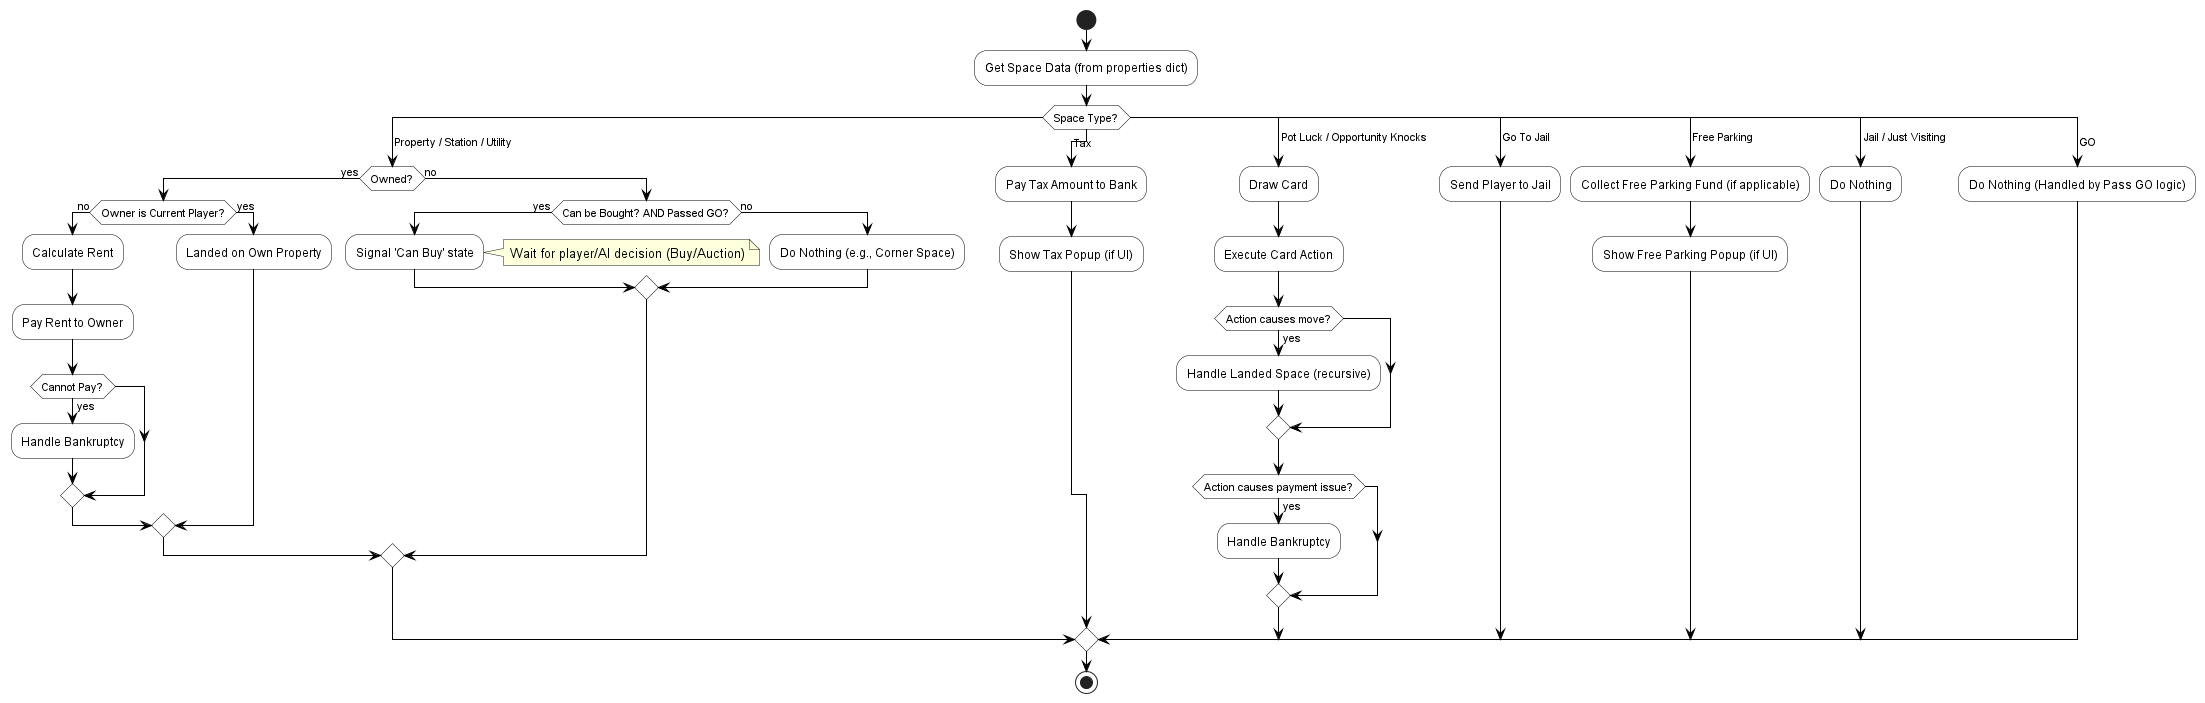 Get Space Data (from properties dict)
Space Type?
Property / Station / Utility
Owned?
yes
no
Owner is Current Player?
no
yes
Calculate Rent
Pay Rent to Owner
Cannot Pay?
yes
Handle Bankruptcy
Landed on Own Property
Can be Bought? AND Passed GO?
yes
no
Signal 'Can Buy' state
Wait for player/AI decision (Buy/Auction)
Do Nothing (e.g., Corner Space)
Tax
Pay Tax Amount to Bank
Show Tax Popup (if UI)
Pot Luck / Opportunity Knocks
Draw Card
Execute Card Action
Action causes move?
yes
Handle Landed Space (recursive)
Action causes payment issue?
yes
Handle Bankruptcy
Go To Jail
Send Player to Jail
Free Parking
Collect Free Parking Fund (if applicable)
Show Free Parking Popup (if UI)
Jail / Just Visiting
Do Nothing
GO
Do Nothing (Handled by Pass GO logic)